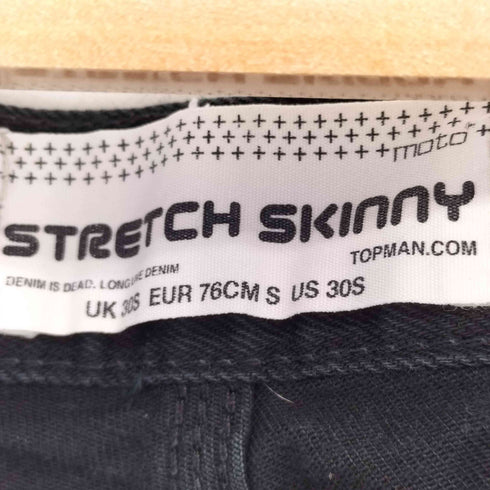 moto
STRETCH SKINNY
TOPMAN.COM
DENIM IS DEAD. LONG LIVE DENIM
UK 30S EUR 76CM S US 30S